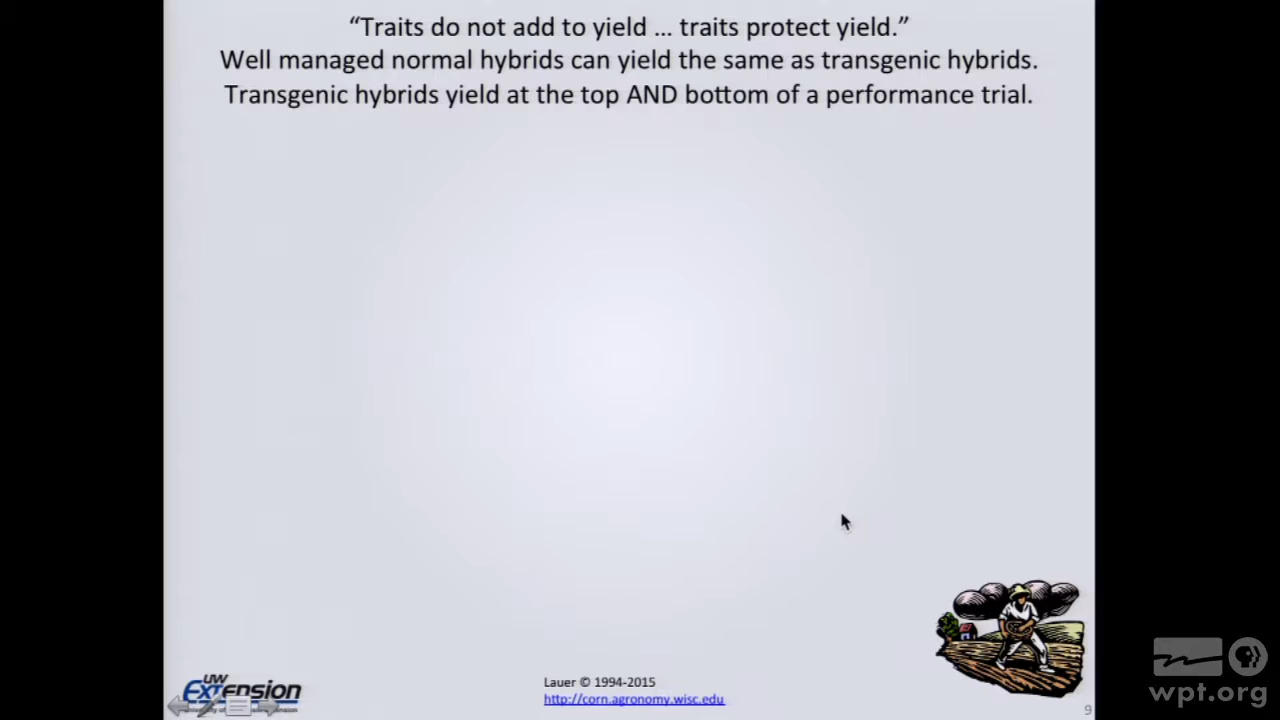 “Traits do not add to yield … traits protect yield.”
Well managed normal hybrids can yield the same as transgenic hybrids.
Transgenic hybrids yield at the top AND bottom of a performance trial.
UW
Extension
Lauer © 1994-2015
http://corn.agronomy.wisc.edu
9
wpt.org